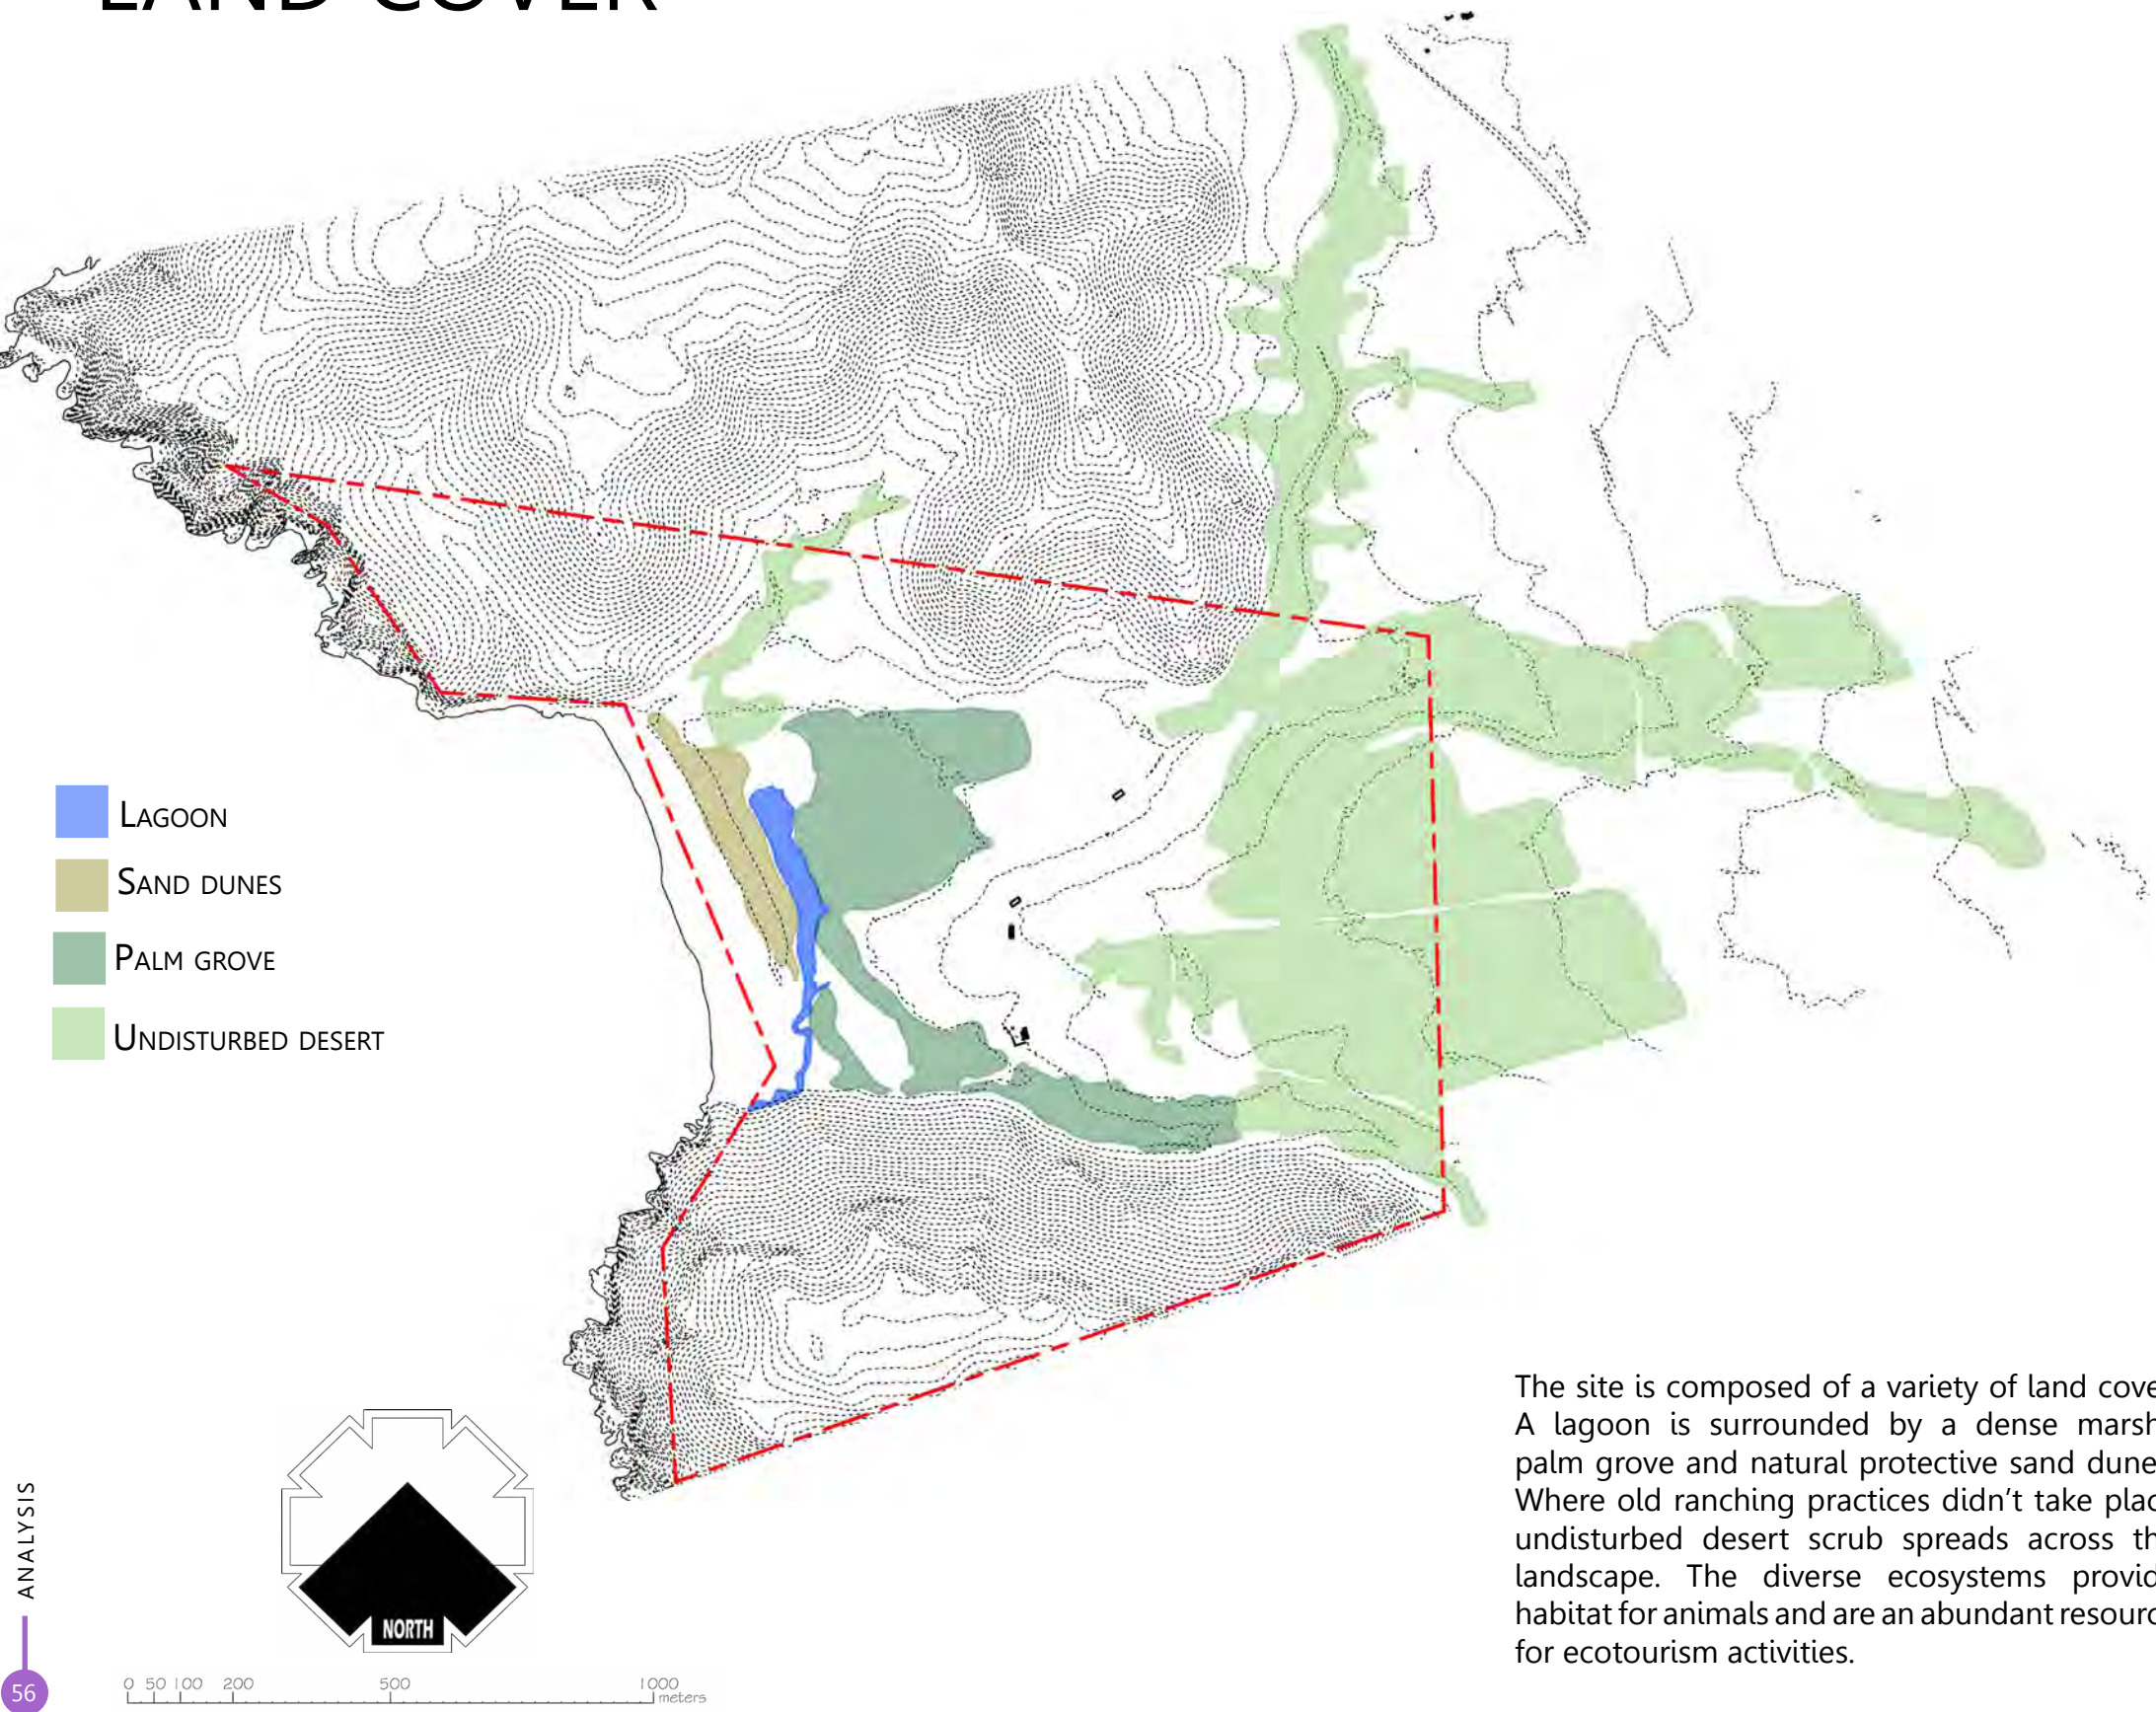 LAND COVER
LAGOON
SAND DUNES
PALM GROVE
UNDISTURBED DESERT
The site is composed of a variety of land cove
A lagoon is surrounded by a dense marsh
palm grove and natural protective sand dune
Where old ranching practices didn't take plac
undisturbed desert scrub spreads across th
landscape. The diverse ecosystems provid
habitat for animals and are an abundant resourc
for ecotourism activities.
ANALYSIS
56
NORTH
0 50 100 200 500 1000
meters